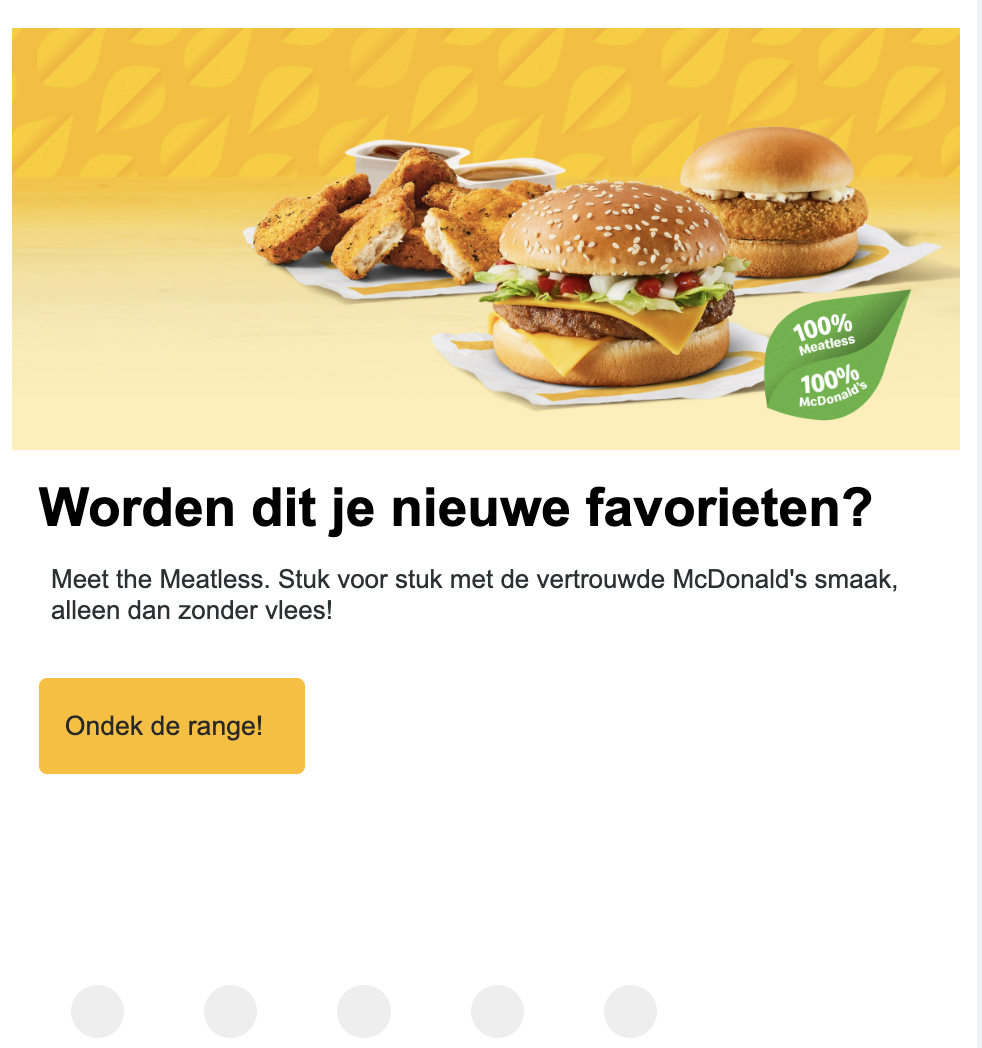 100%
Meatless
100%
McDonald's
Worden dit je nieuwe favorieten?
Meet the Meatless. Stuk voor stuk met de vertrouwde McDonald's smaak,
alleen dan zonder vlees!
Ondek de range!